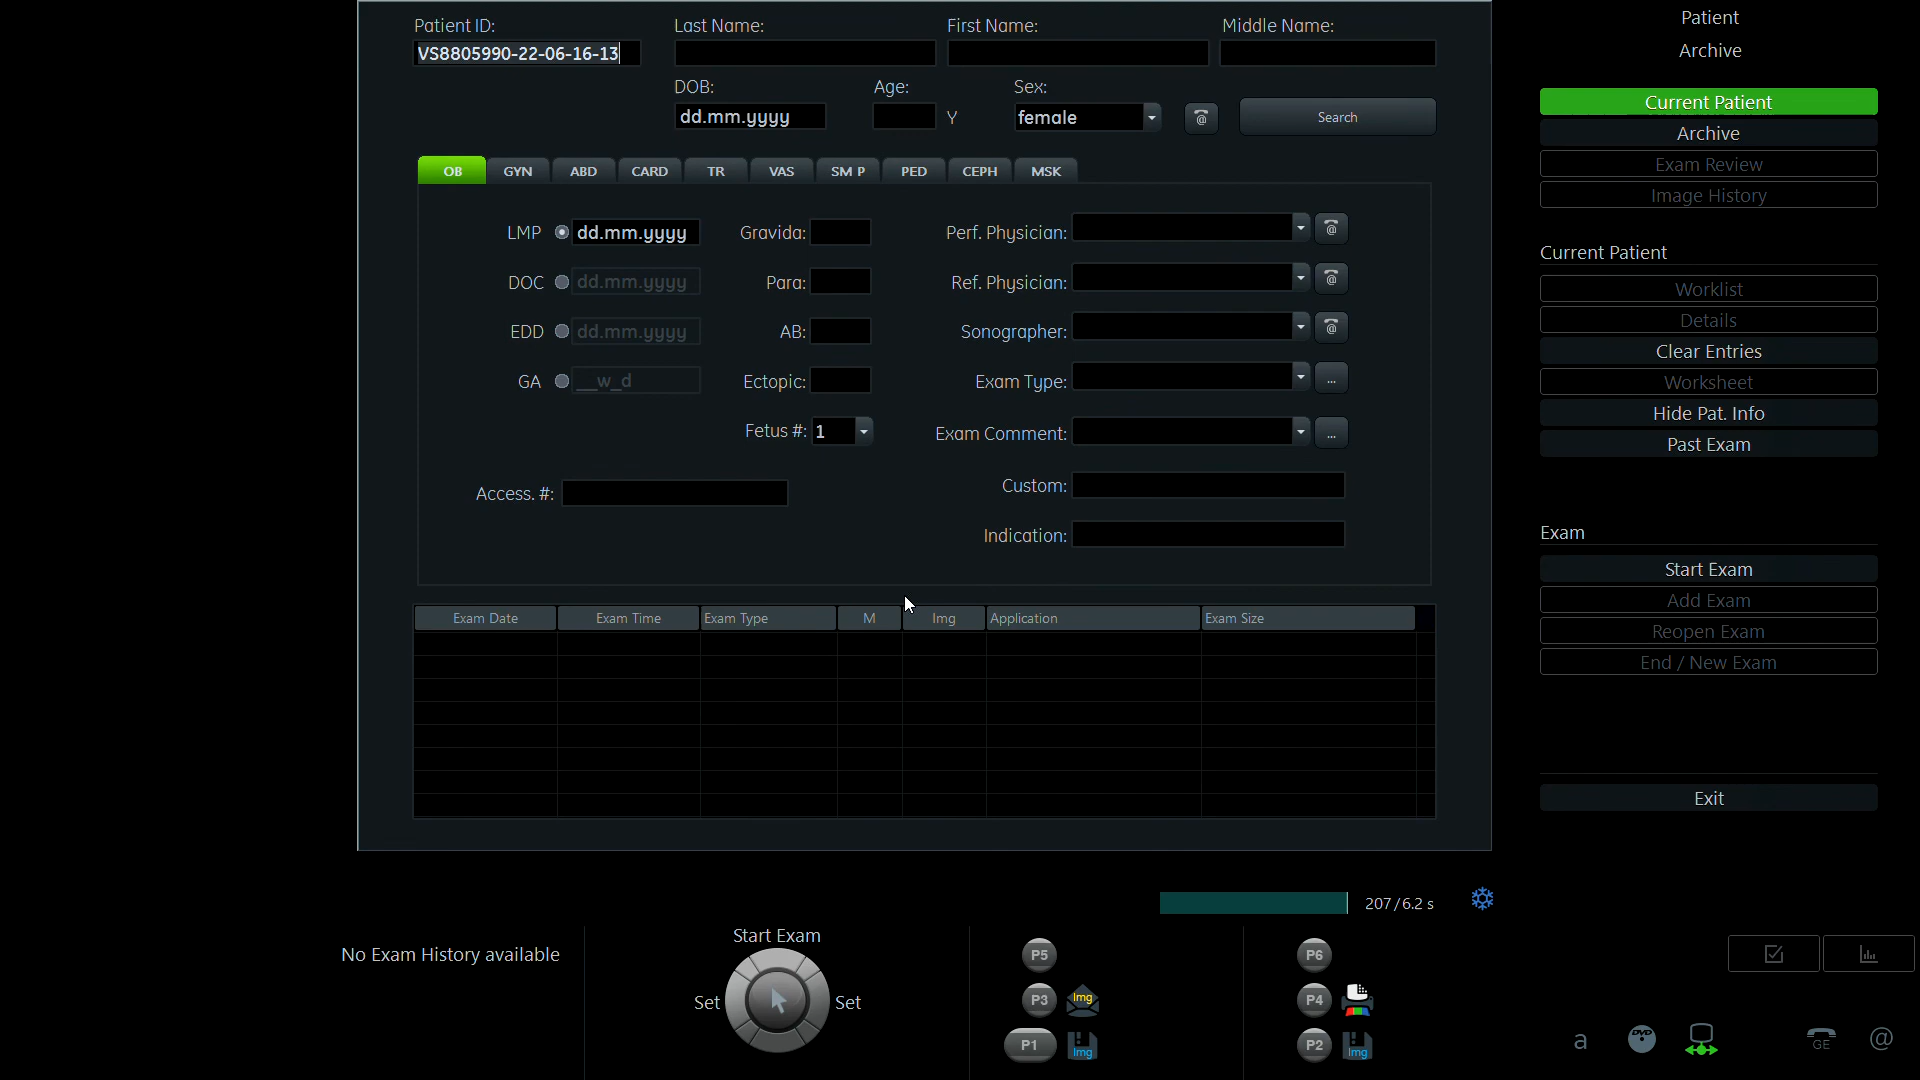 Patient ID: Last Name: First Name: Middle Name:
VS8805990-22-06-16-13
DOB: Age: Sex:
dd.mm.yyyy Y female @ Search
OB GYN ABD CARD TR VAS SM P PED CEPH MSK
LMP dd.mm.yyyy Gravida: Perf. Physician: @
DOC dd.mm.yyyy Para: Ref. Physician: @
EDD dd.mm.yyyy AB: Sonographer: @
GA __w_d Ectopic: Exam Type: ...
Fetus #: 1 Exam Comment: ...
Access. #: Custom:
Indication:
Exam Date Exam Time Exam Type M Img Application Exam Size
207/6.2 s
No Exam History available
Start Exam
Set Set
P5 P6
P3 Img P4
P1 Img P2 Img
Patient
Archive
Current Patient
Archive
Exam Review
Image History
Current Patient
Worklist
Details
Clear Entries
Worksheet
Hide Pat. Info
Past Exam
Exam
Start Exam
Add Exam
Reopen Exam
End / New Exam
Exit
a DVD GE @